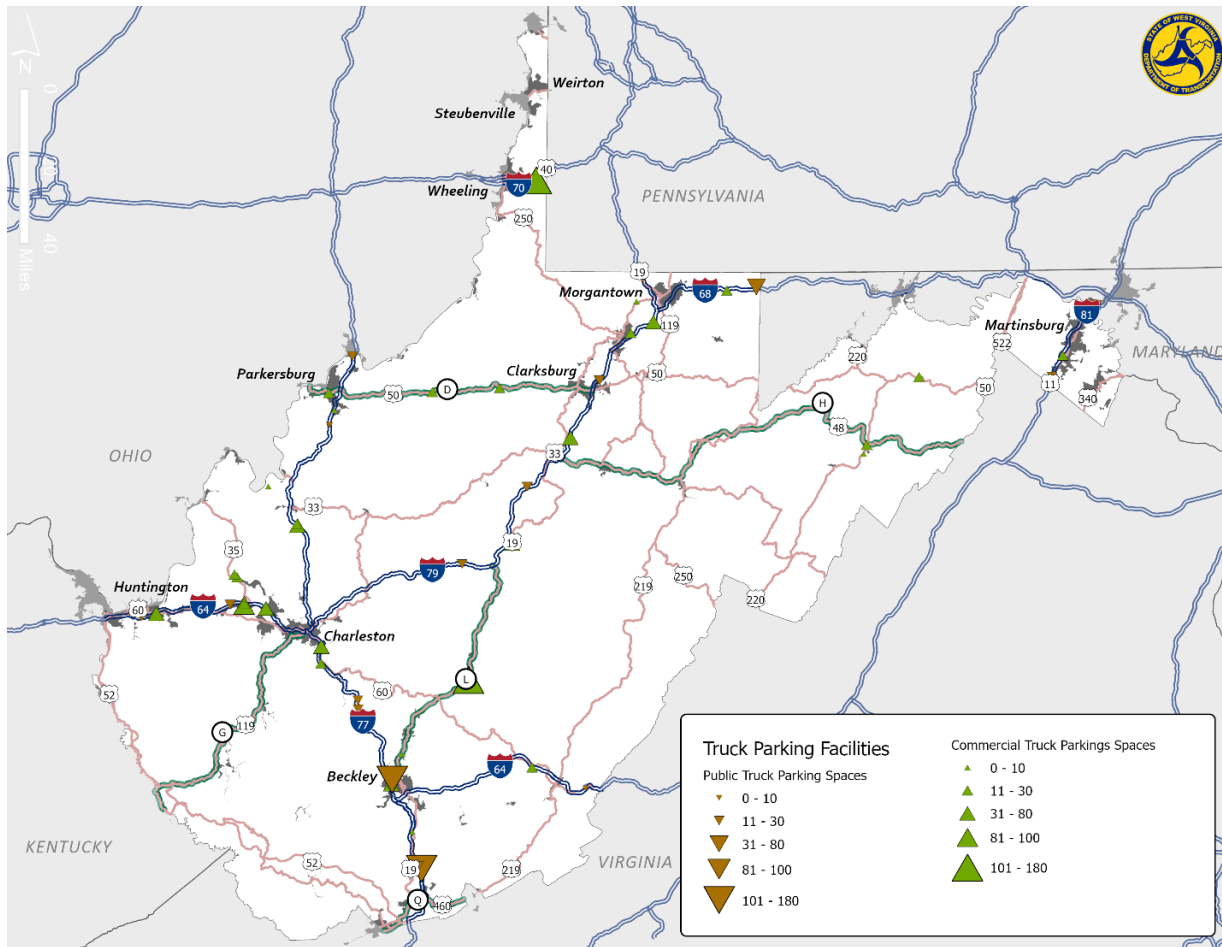 STATE OF WEST VIRGINIA
DEPARTMENT OF TRANSPORTATION
N
0
40
Miles
Weirton
Steubenville
40
Wheeling
70
250
PENNSYLVANIA
19
Morgantown
68
119
81
Martinsburg
522
MARYLAND
220
Parkersburg
Clarksburg
50
D
50
50
11
340
H
48
OHIO
33
33
19
35
79
219
250
220
Huntington
60
64
Charleston
52
L
60
G
119
77
Beckley
64
KENTUCKY
52
19
219
VIRGINIA
Q
460
Truck Parking Facilities
Public Truck Parking Spaces
0 - 10
11 - 30
31 - 80
81 - 100
101 - 180
Commercial Truck Parkings Spaces
0 - 10
11 - 30
31 - 80
81 - 100
101 - 180